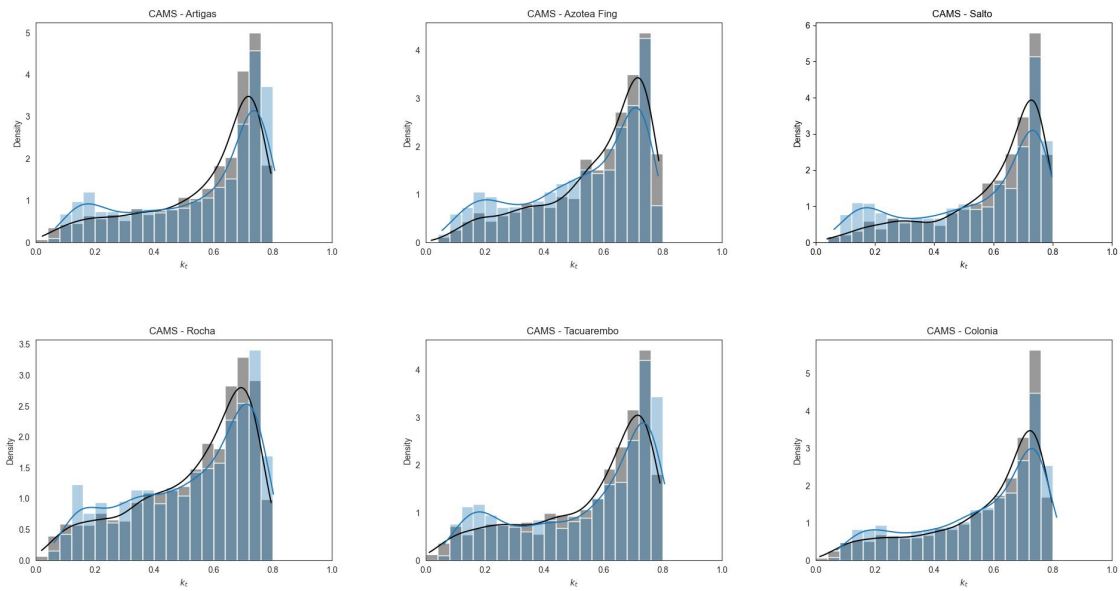 CAMS - Artigas
CAMS - Azotea Fing
CAMS - Salto
5
4
3
2
1
0
Density
0.0 0.2 0.4 0.6 0.8 1.0
k_t
4
3
2
1
0
Density
0.0 0.2 0.4 0.6 0.8 1.0
k_t
6
5
4
3
2
1
0
Density
0.0 0.2 0.4 0.6 0.8 1.0
k_t
CAMS - Rocha
CAMS - Tacuarembo
CAMS - Colonia
3.5
3.0
2.5
2.0
1.5
1.0
0.5
0.0
Density
0.0 0.2 0.4 0.6 0.8 1.0
k_t
4
3
2
1
0
Density
0.0 0.2 0.4 0.6 0.8 1.0
k_t
5
4
3
2
1
0
Density
0.0 0.2 0.4 0.6 0.8 1.0
k_t